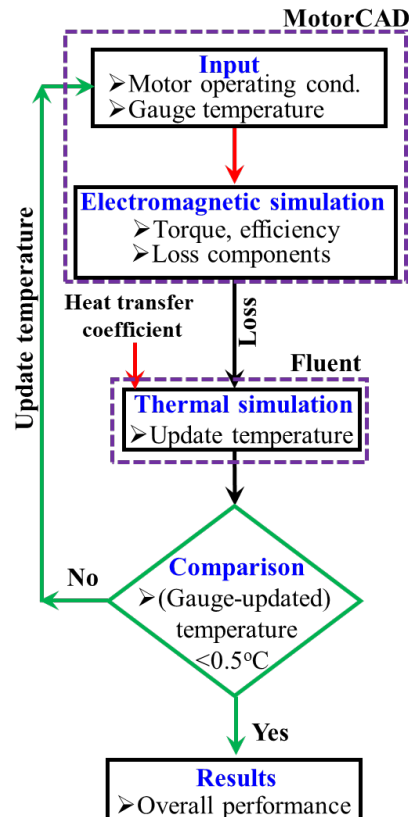 MotorCAD
Input
➢Motor operating cond.
➢Gauge temperature
Electromagnetic simulation
➢Torque, efficiency
➢Loss components
Update temperature
Heat transfer
coefficient
Loss
Fluent
Thermal simulation
➢Update temperature
Comparison
➢(Gauge-updated)
temperature
<0.5°C
No
Yes
Results
➢Overall performance